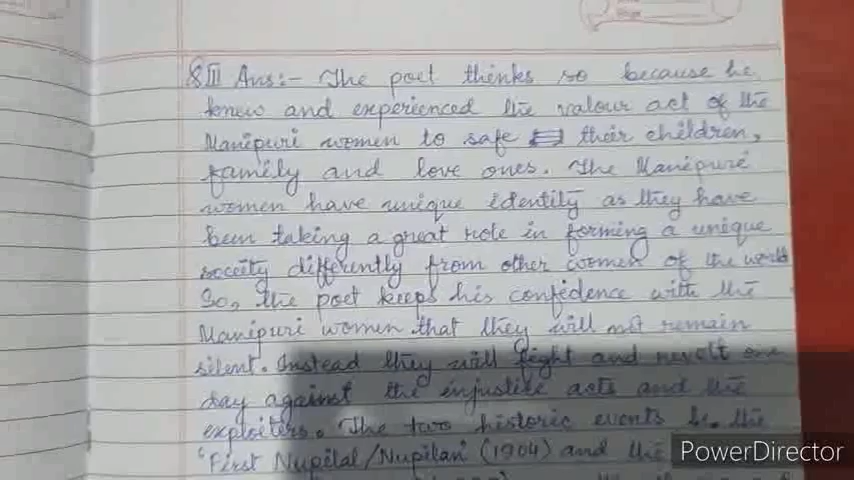 8 II Ans:- The poet thinks so because he
knew and experienced the valour act of the
Manipuri women to safe their children,
family and love ones. The Manipuri
women have unique identity as they have
been taking a great role in forming a unique
society differently from other women of the world
So, the poet keeps his confidence with the
Manipuri women that they will not remain
silent. Instead they will fight and revolt one
day against the injustice acts and the
exploiters. The two historic events the
'First Nupilal/Nupilan' (1904) and the
PowerDirector